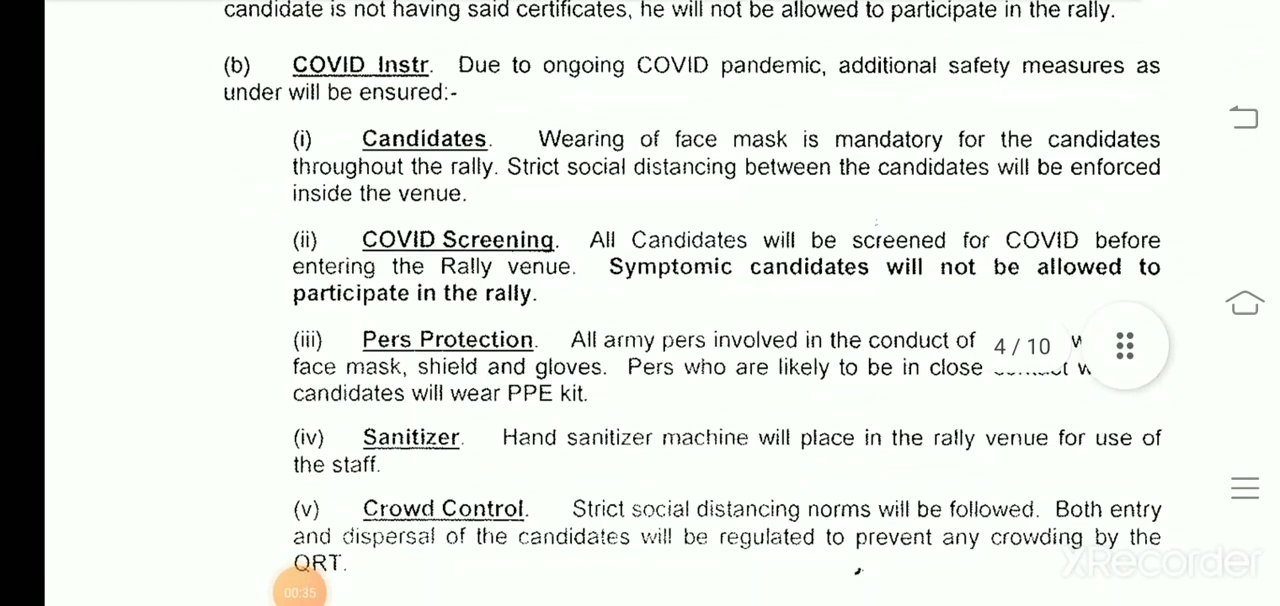 candidate is not having said certificates, he will not be allowed to participate in the rally.
(b) COVID Instr. Due to ongoing COVID pandemic, additional safety measures as
under will be ensured:-
(i) Candidates. Wearing of face mask is mandatory for the candidates
throughout the rally. Strict social distancing between the candidates will be enforced
inside the venue.
(ii) COVID Screening. All Candidates will be screened for COVID before
entering the Rally venue. Symptomic candidates will not be allowed to
participate in the rally.
(iii) Pers Protection. All army pers involved in the conduct of
4 / 10
face mask, shield and gloves. Pers who are likely to be in close
candidates will wear PPE kit.
(iv) Sanitizer. Hand sanitizer machine will place in the rally venue for use of
the staff.
(v) Crowd Control. Strict social distancing norms will be followed. Both entry
and dispersal of the candidates will be regulated to prevent any crowding by the
QRT.
XRecorder
00:35